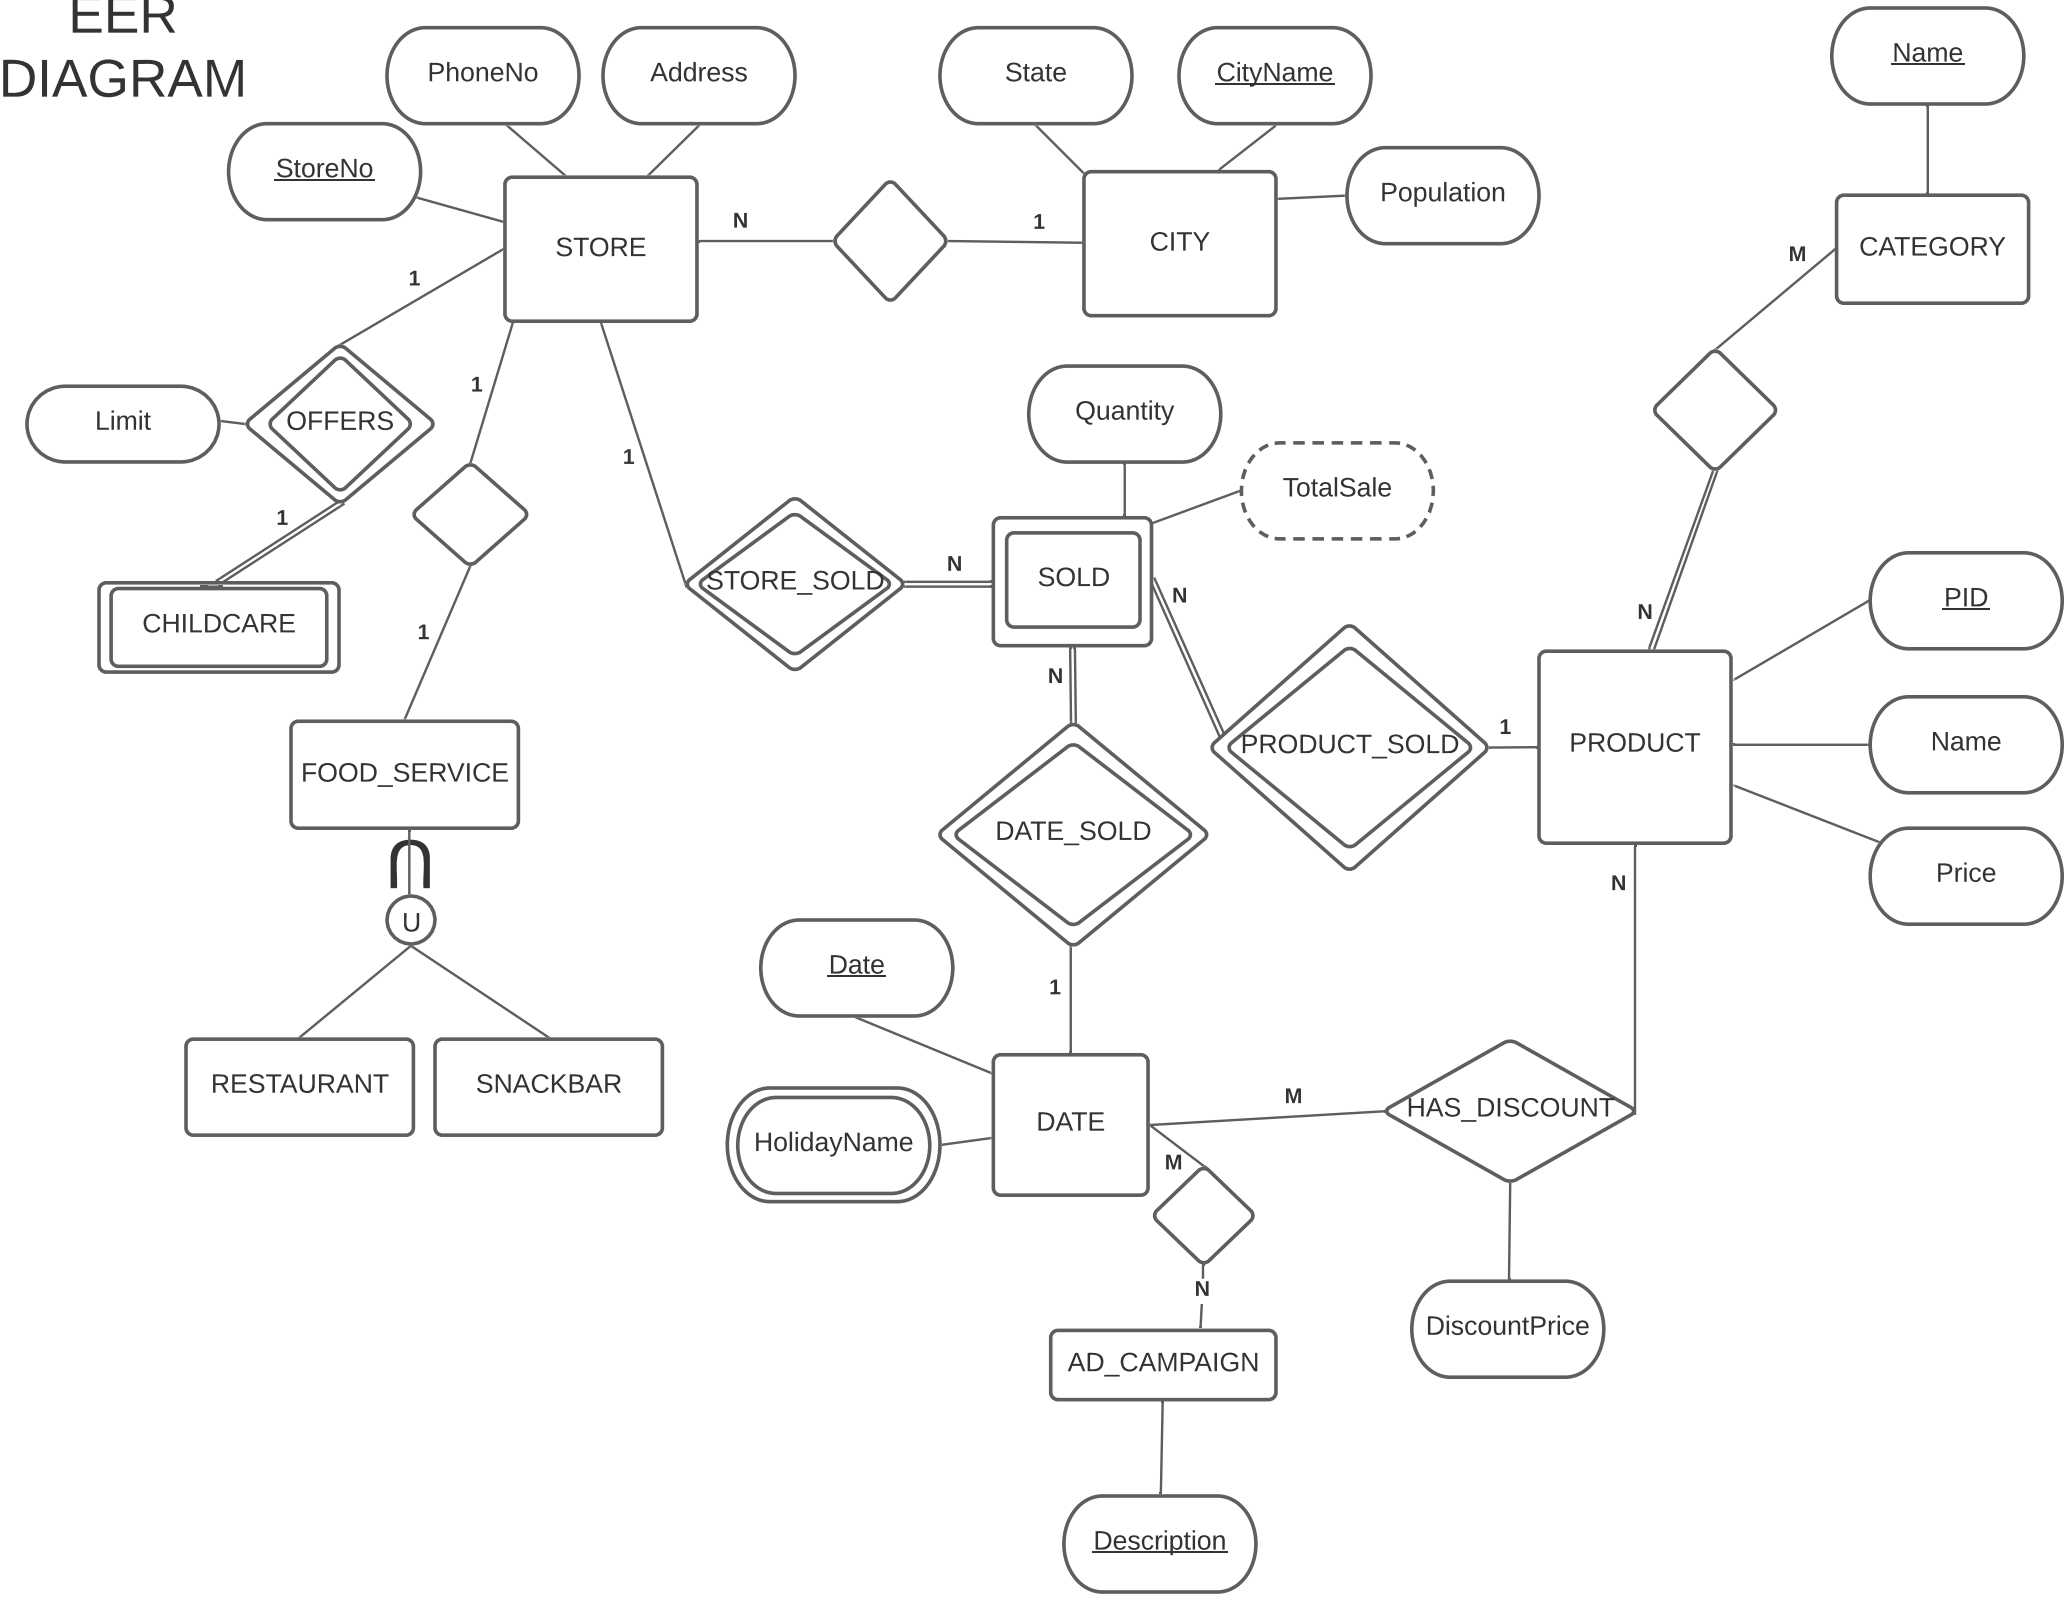 EER
DIAGRAM
Name
PhoneNo
Address
State
CityName
StoreNo
Population
STORE
N
1
CITY
M
CATEGORY
1
1
Limit
OFFERS
Quantity
1
TotalSale
1
STORE_SOLD
N
SOLD
N
PID
CHILDCARE
1
N
N
1
PRODUCT_SOLD
PRODUCT
Name
FOOD_SERVICE
DATE_SOLD
N
Price
U
Date
1
RESTAURANT
SNACKBAR
HolidayName
DATE
M
HAS_DISCOUNT
M
N
DiscountPrice
AD_CAMPAIGN
Description